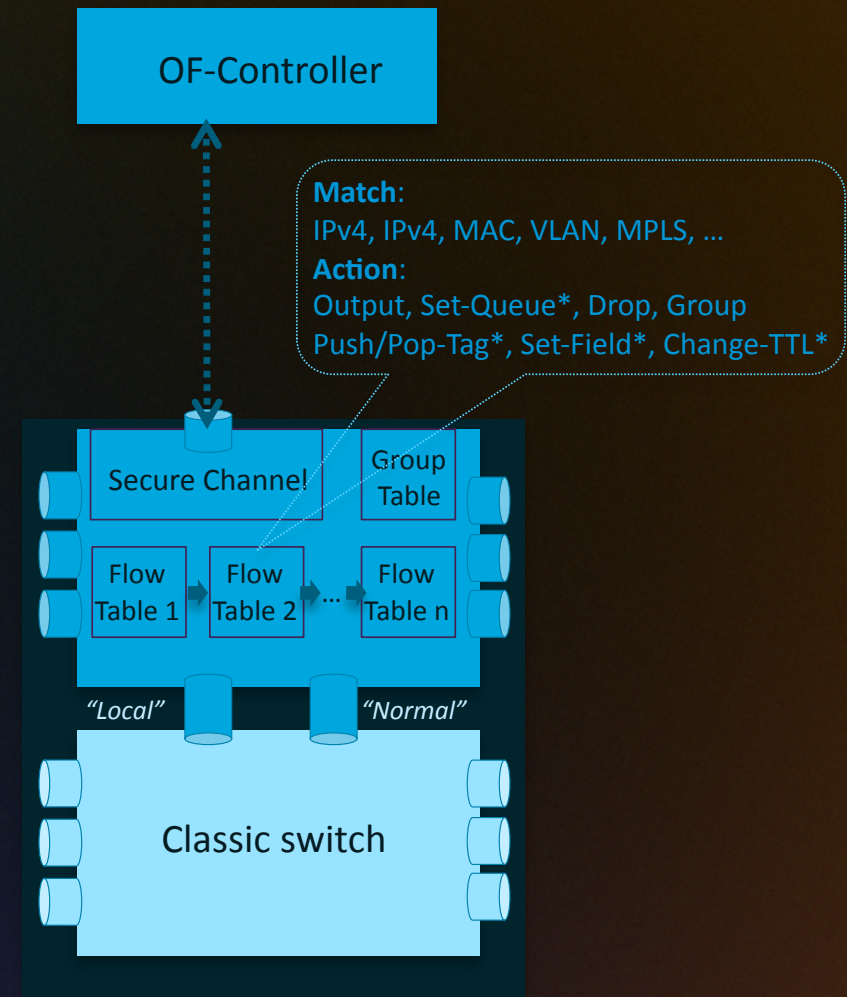 OF-Controller
Match:
IPv4, IPv4, MAC, VLAN, MPLS, …
Action:
Output, Set-Queue*, Drop, Group
Push/Pop-Tag*, Set-Field*, Change-TTL*
Secure Channel
Group
Table
Flow
Table 1
Flow
Table 2
...
Flow
Table n
“Local”
“Normal”
Classic switch